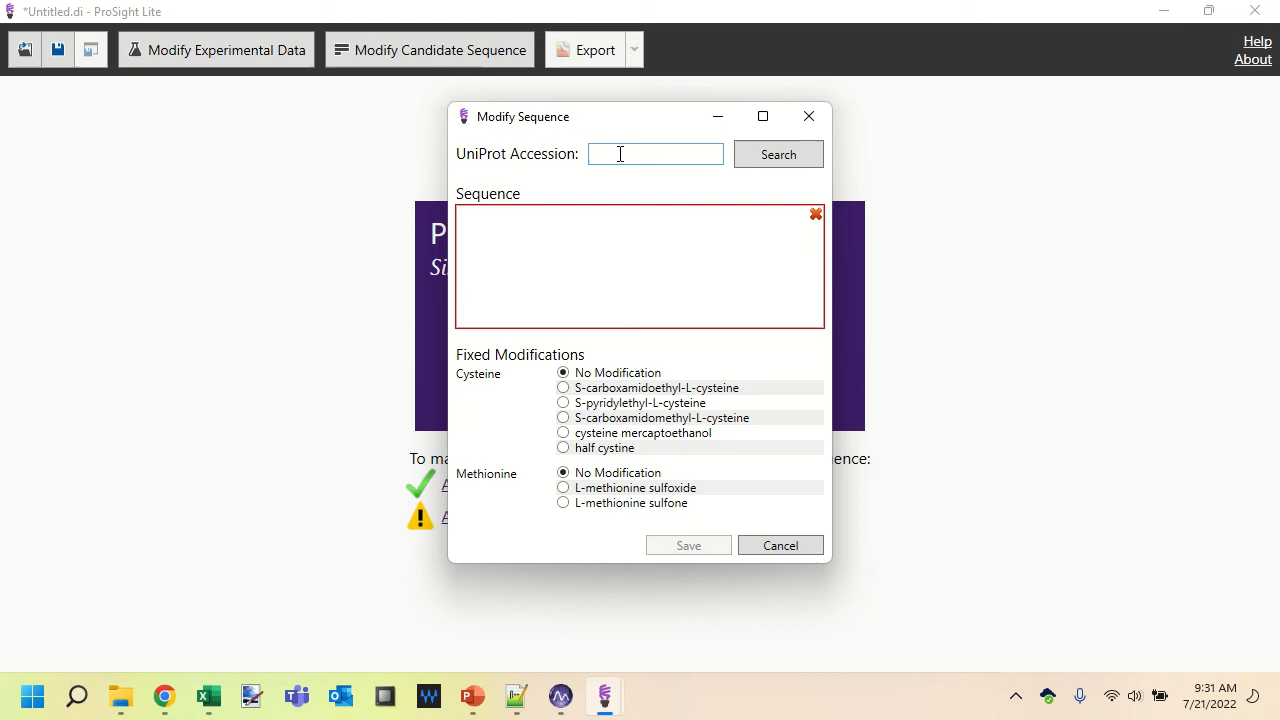 *Untitled.di - ProSight Lite
Modify Experimental Data
Modify Candidate Sequence
Export
Help
About
Modify Sequence
UniProt Accession:
Search
Sequence
P
Si
Fixed Modifications
Cysteine
No Modification
S-carboxamidoethyl-L-cysteine
S-pyridylethyl-L-cysteine
S-carboxamidomethyl-L-cysteine
cysteine mercaptoethanol
half cystine
To ma
ence:
Methionine
No Modification
L-methionine sulfoxide
L-methionine sulfone
A
A
Save
Cancel
9:31 AM
7/21/2022